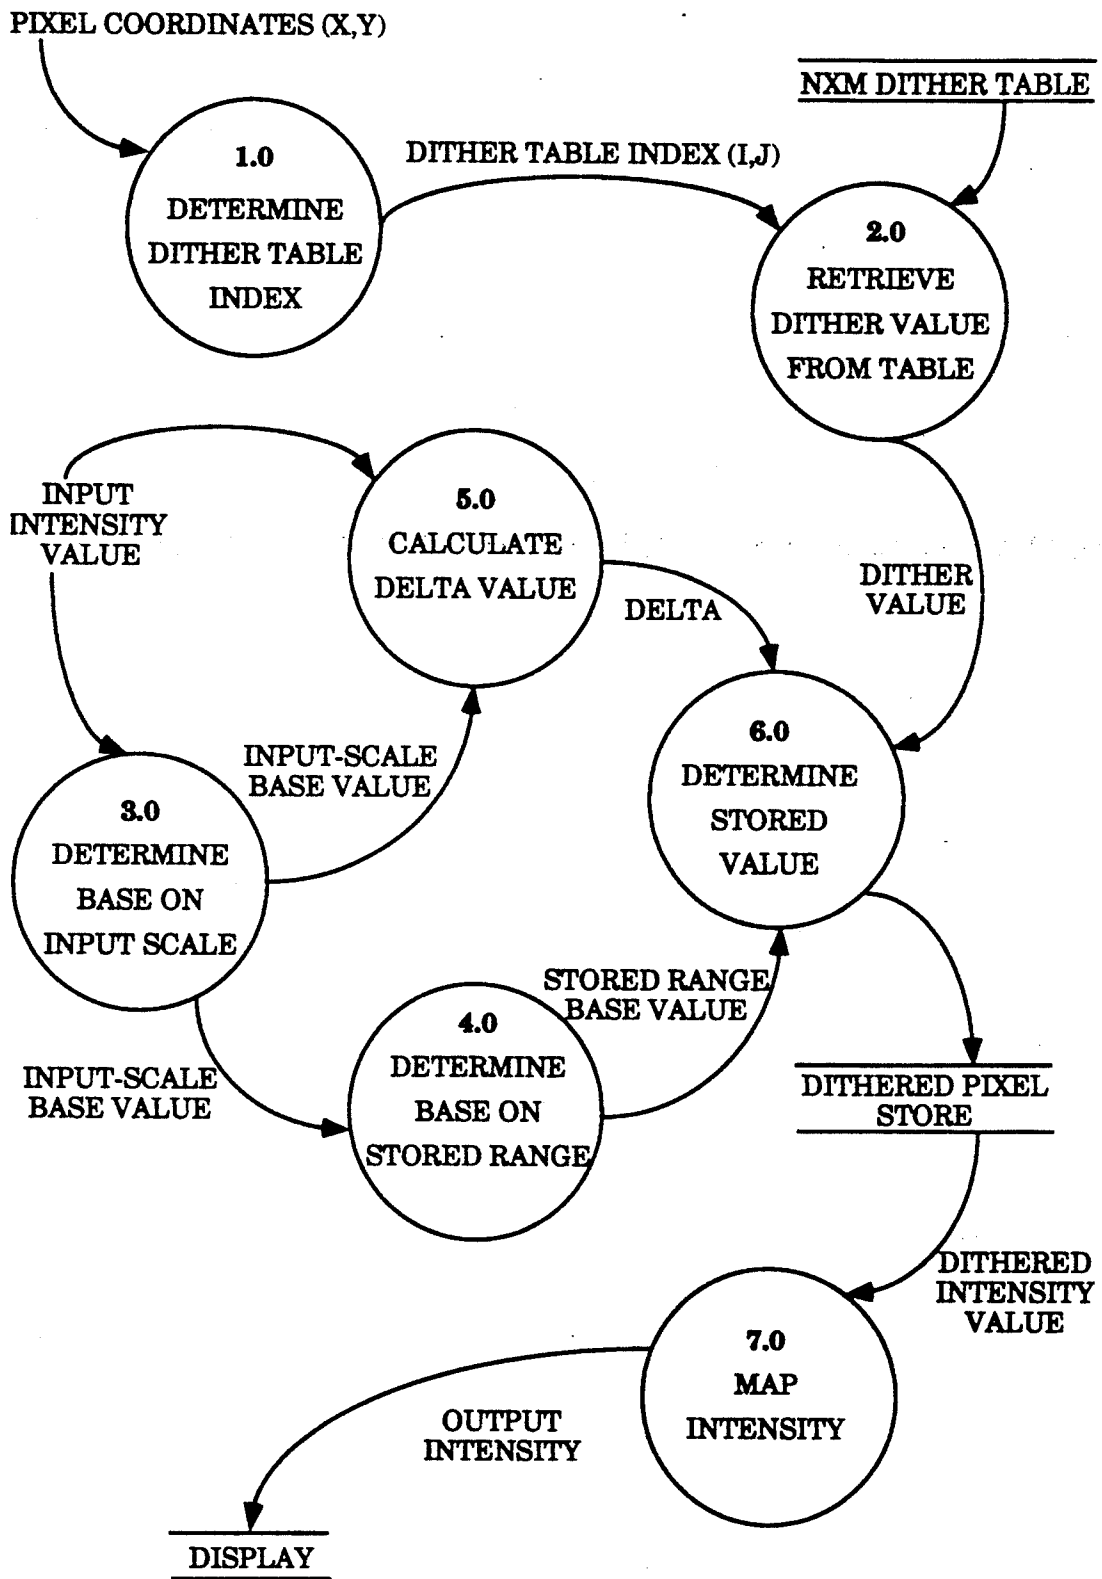 PIXEL COORDINATES (X,Y)
NXM DITHER TABLE
1.0
DETERMINE
DITHER TABLE
INDEX
DITHER TABLE INDEX (I,J)
2.0
RETRIEVE
DITHER VALUE
FROM TABLE
INPUT
INTENSITY
VALUE
5.0
CALCULATE
DELTA VALUE
DELTA
DITHER
VALUE
INPUT-SCALE
BASE VALUE
6.0
DETERMINE
STORED
VALUE
3.0
DETERMINE
BASE ON
INPUT SCALE
STORED RANGE
BASE VALUE
4.0
DETERMINE
BASE ON
STORED RANGE
INPUT-SCALE
BASE VALUE
DITHERED PIXEL
STORE
DITHERED
INTENSITY
VALUE
7.0
MAP
INTENSITY
OUTPUT
INTENSITY
DISPLAY